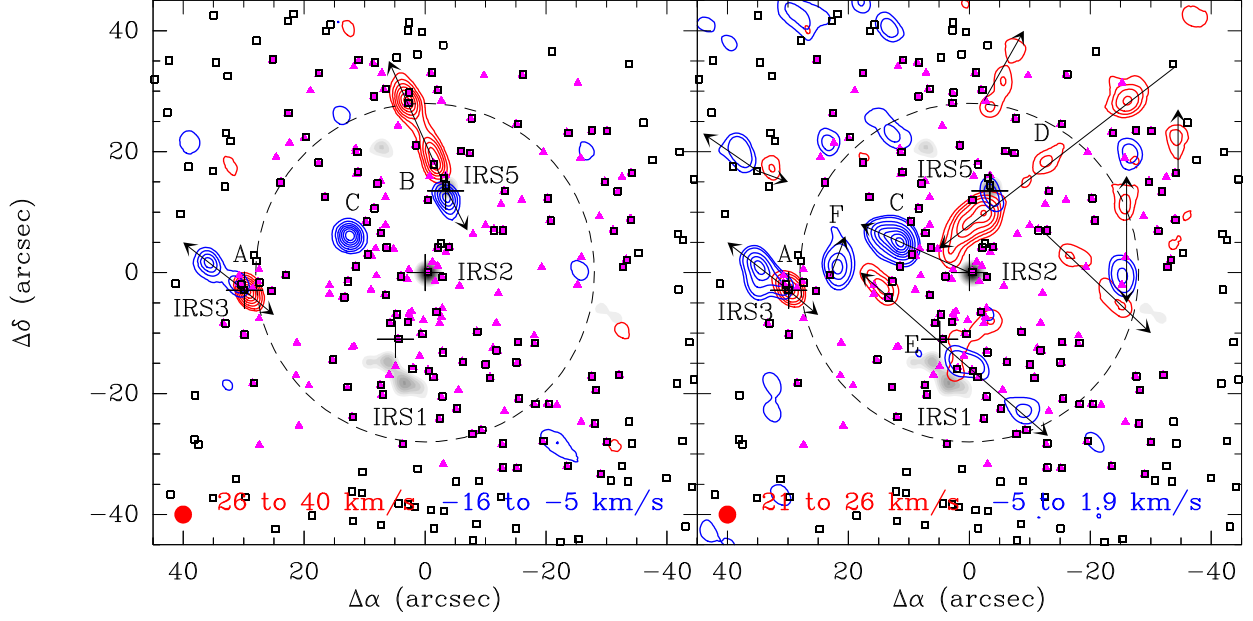 40
20
0
−20
−40
Δδ (arcsec)
IRS5
B
C
A
IRS2
IRS3
IRS1
26 to 40 km/s
−16 to −5 km/s
40
20
0
−20
−40
Δα (arcsec)
D
IRS5
C
F
A
IRS2
IRS3
E
IRS1
21 to 26 km/s
−5 to 1.9 km/s
40
20
0
−20
−40
Δα (arcsec)